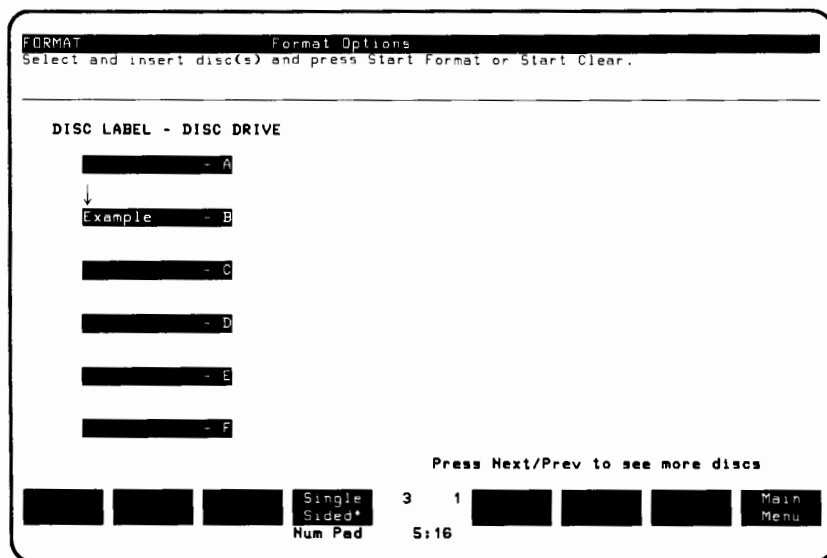 FORMAT Format Options
Select and insert disc(s) and press Start Format or Start Clear.
DISC LABEL - DISC DRIVE
- A
↓
Example - B
- C
- D
- E
- F
Press Next/Prev to see more discs
Single Sided* 3 1 Main Menu
Num Pad 5:16